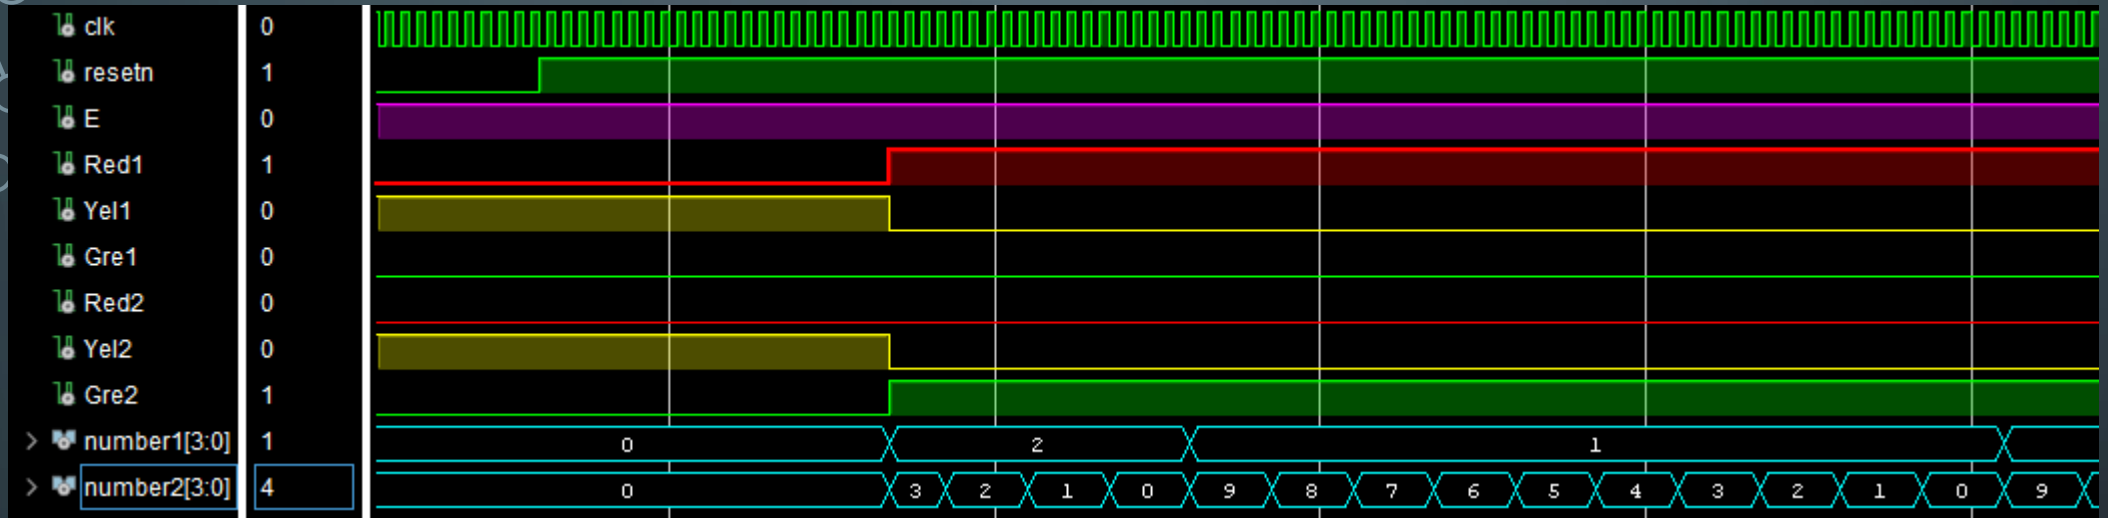 clk 0
resetn 1
E 0
Red1 1
Yel1 0
Gre1 0
Red2 0
Yel2 0
Gre2 1
number1[3:0] 1 0 2 1
number2[3:0] 4 0 3 2 1 0 9 8 7 6 5 4 3 2 1 0 9